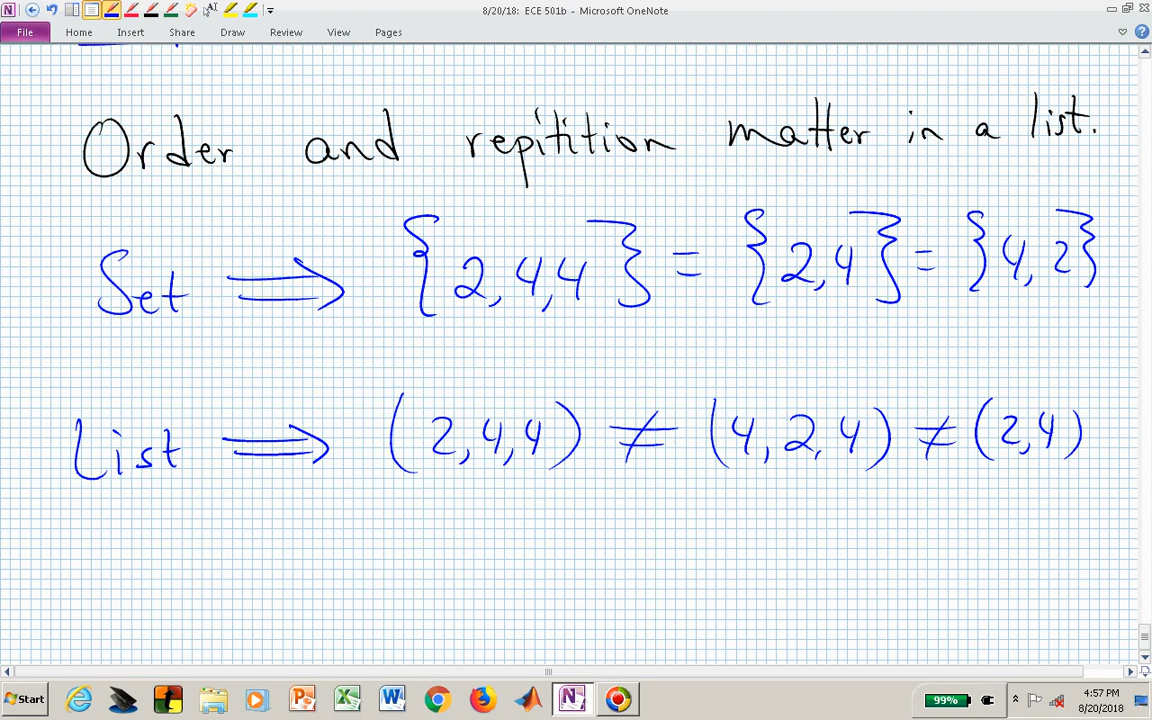 8/20/18: ECE 501b - Microsoft OneNote
File Home Insert Share Draw Review View Pages
Order and repitition matter in a list.
Set ⟹ {2,4,4} = {2,4} = {4,2}
List ⟹ (2,4,4) ≠ (4,2,4) ≠ (2,4)
Start 99% 4:57 PM
8/20/2018